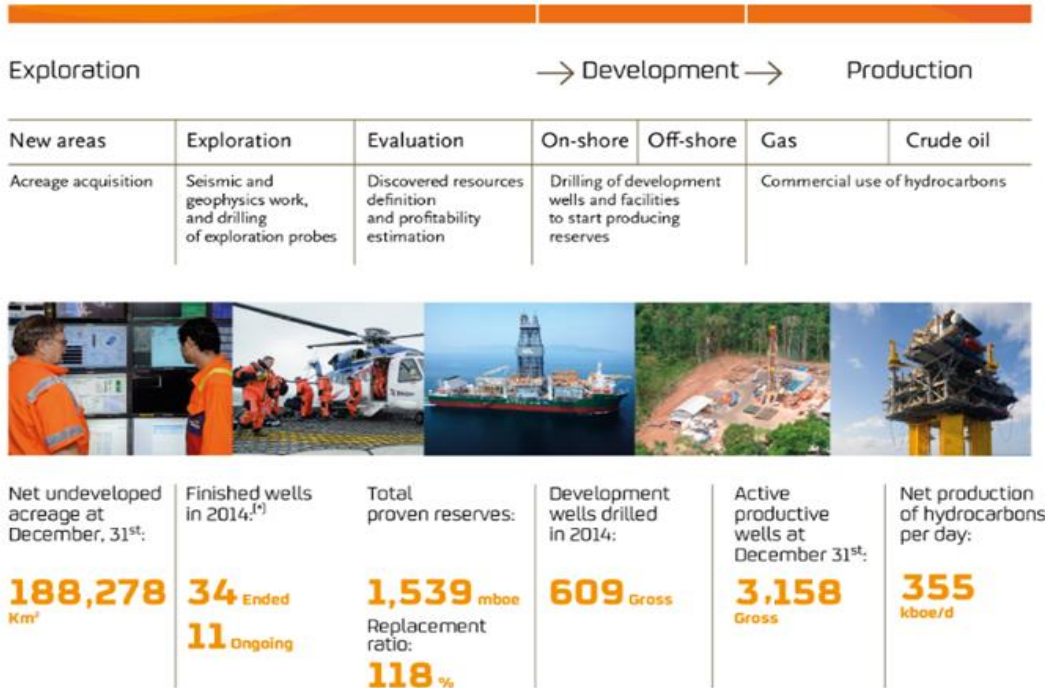 Exploration → Development → Production
New areas Exploration Evaluation On-shore Off-shore Gas Crude oil
Acreage acquisition
Seismic and
geophysics work,
and drilling
of exploration probes
Discovered resources
definition
and profitability
estimation
Drilling of development
wells and facilities
to start producing
reserves
Commercial use of hydrocarbons
Net undeveloped
acreage at
December, 31st:
188,278
Km²
Finished wells
in 2014:[*]
34 Ended
11 Ongoing
Total
proven reserves:
1,539 mboe
Replacement
ratio:
118 %
Development
wells drilled
in 2014:
609 Gross
Active
productive
wells at
December 31st:
3,158
Gross
Net production
of hydrocarbons
per day:
355
kboe/d